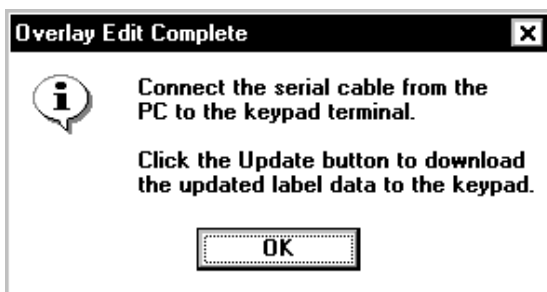 Overlay Edit Complete
Connect the serial cable from the
PC to the keypad terminal.
Click the Update button to download
the updated label data to the keypad.
OK